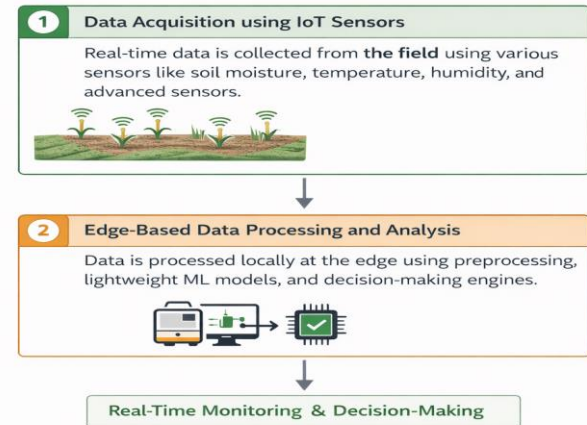 1 Data Acquisition using IoT Sensors
Real-time data is collected from the field using various
sensors like soil moisture, temperature, humidity, and
advanced sensors.
2 Edge-Based Data Processing and Analysis
Data is processed locally at the edge using preprocessing,
lightweight ML models, and decision-making engines.
Real-Time Monitoring & Decision-Making